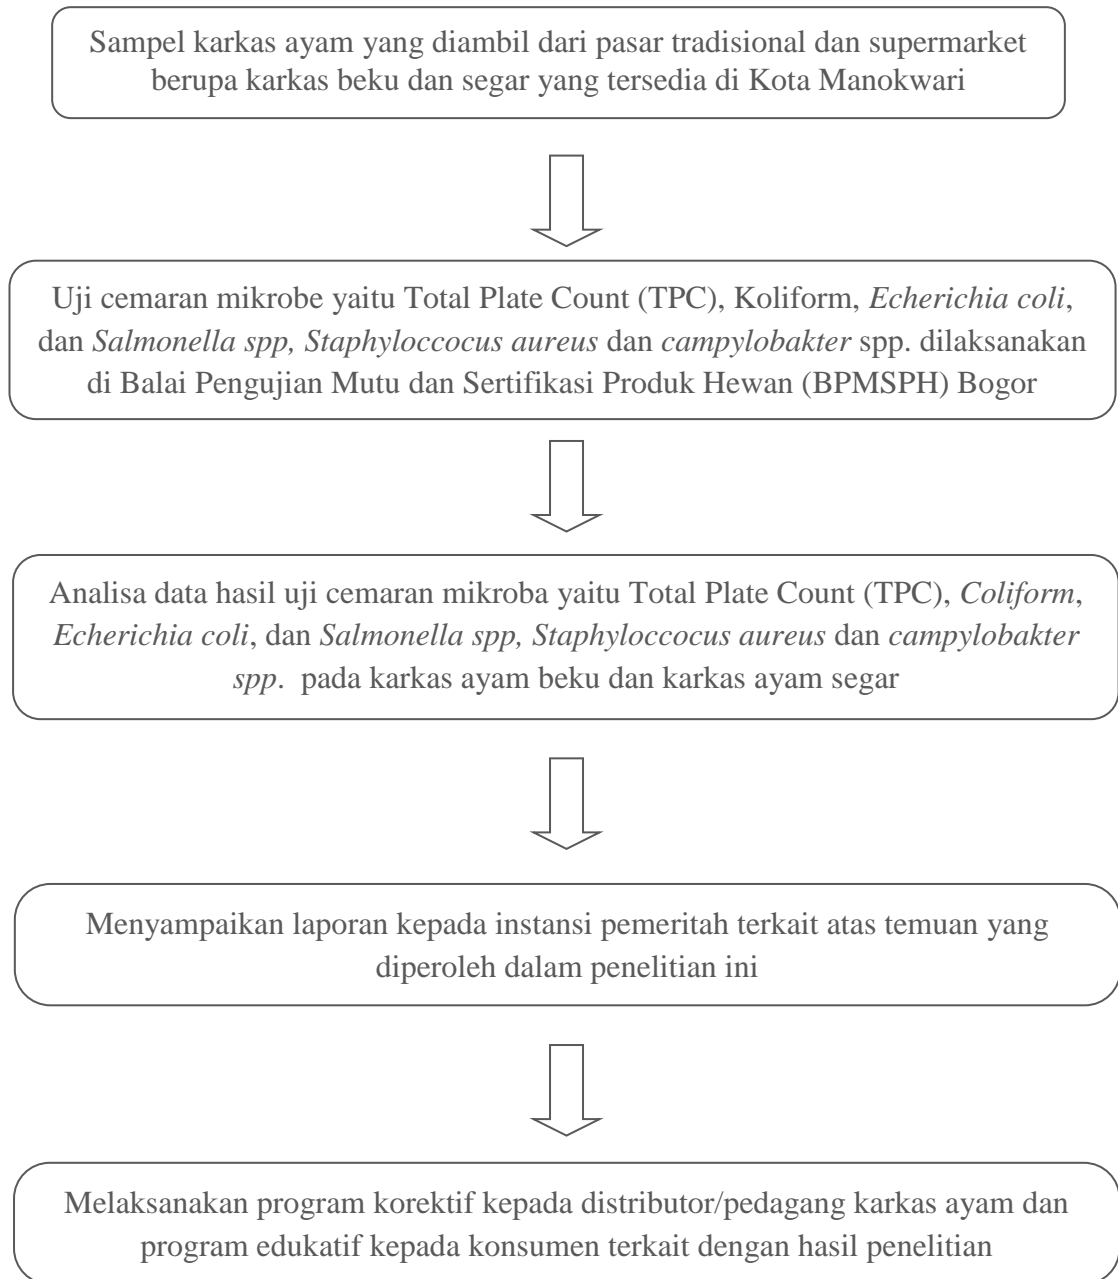 Sampel karkas ayam yang diambil dari pasar tradisional dan supermarket
berupa karkas beku dan segar yang tersedia di Kota Manokwari
Uji cemaran mikrobe yaitu Total Plate Count (TPC), Koliform, Echerichia coli,
dan Salmonella spp, Staphyloccocus aureus dan campylobakter spp. dilaksanakan
di Balai Pengujian Mutu dan Sertifikasi Produk Hewan (BPMSPH) Bogor
Analisa data hasil uji cemaran mikroba yaitu Total Plate Count (TPC), Coliform,
Echerichia coli, dan Salmonella spp, Staphyloccocus aureus dan campylobakter
spp. pada karkas ayam beku dan karkas ayam segar
Menyampaikan laporan kepada instansi pemeritah terkait atas temuan yang
diperoleh dalam penelitian ini
Melaksanakan program korektif kepada distributor/pedagang karkas ayam dan
program edukatif kepada konsumen terkait dengan hasil penelitian